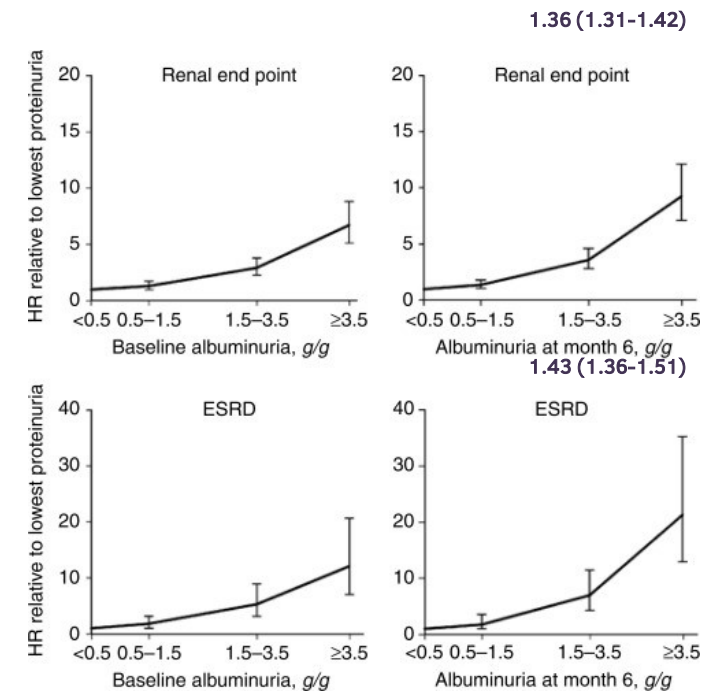 1.36 (1.31-1.42)
HR relative to lowest proteinuria
Renal end point
20
15
10
5
0
<0.5 0.5–1.5 1.5–3.5 ≥3.5
Baseline albuminuria, g/g
Renal end point
20
15
10
5
0
<0.5 0.5–1.5 1.5–3.5 ≥3.5
Albuminuria at month 6, g/g
1.43 (1.36-1.51)
HR relative to lowest proteinuria
ESRD
40
30
20
10
0
<0.5 0.5–1.5 1.5–3.5 ≥3.5
Baseline albuminuria, g/g
ESRD
40
30
20
10
0
<0.5 0.5–1.5 1.5–3.5 ≥3.5
Albuminuria at month 6, g/g